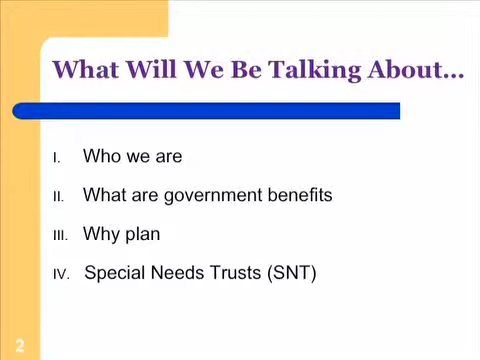 What Will We Be Talking About...
I. Who we are
II. What are government benefits
III. Why plan
IV. Special Needs Trusts (SNT)
2